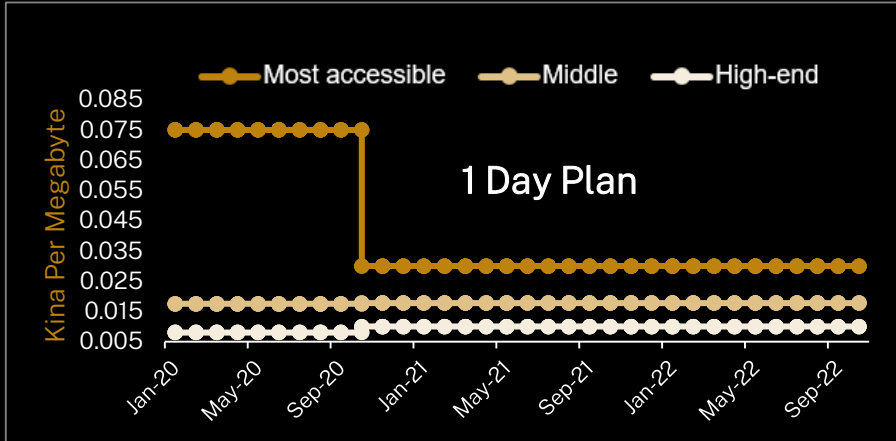 Most accessible Middle High-end
Kina Per Megabyte
0.085
0.075
0.065
0.055
0.045
0.035
0.025
0.015
0.005
1 Day Plan
Jan-20 May-20 Sep-20 Jan-21 May-21 Sep-21 Jan-22 May-22 Sep-22